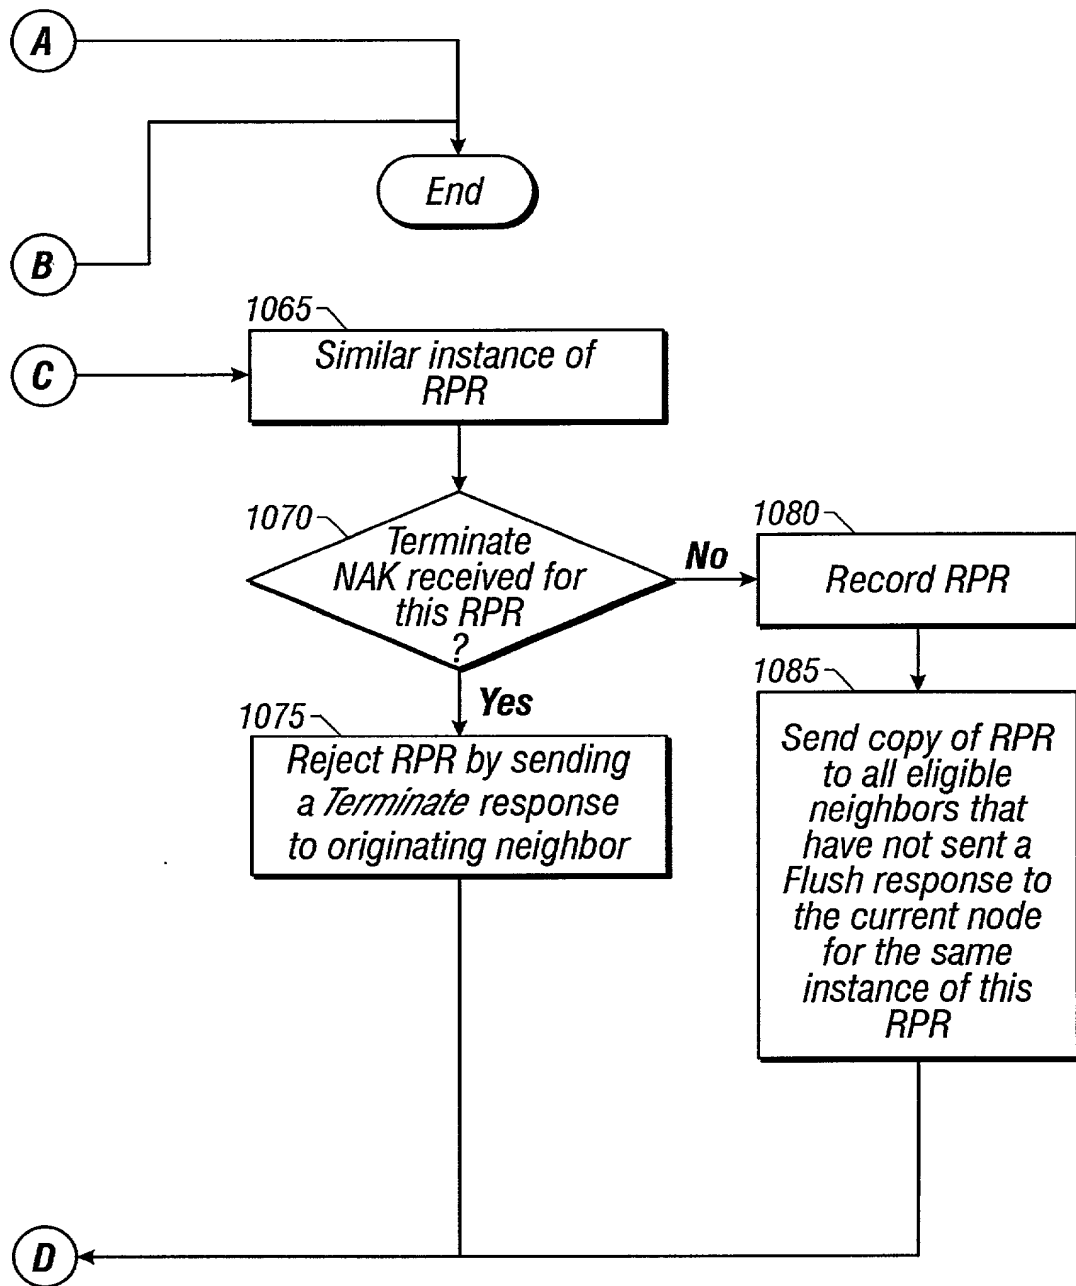 A
End
B
1065
Similar instance of
RPR
C
1070
Terminate
NAK received for
this RPR
?
No
1080
Record RPR
Yes
1075
Reject RPR by sending
a Terminate response
to originating neighbor
1085
Send copy of RPR
to all eligible
neighbors that
have not sent a
Flush response to
the current node
for the same
instance of this
RPR
D